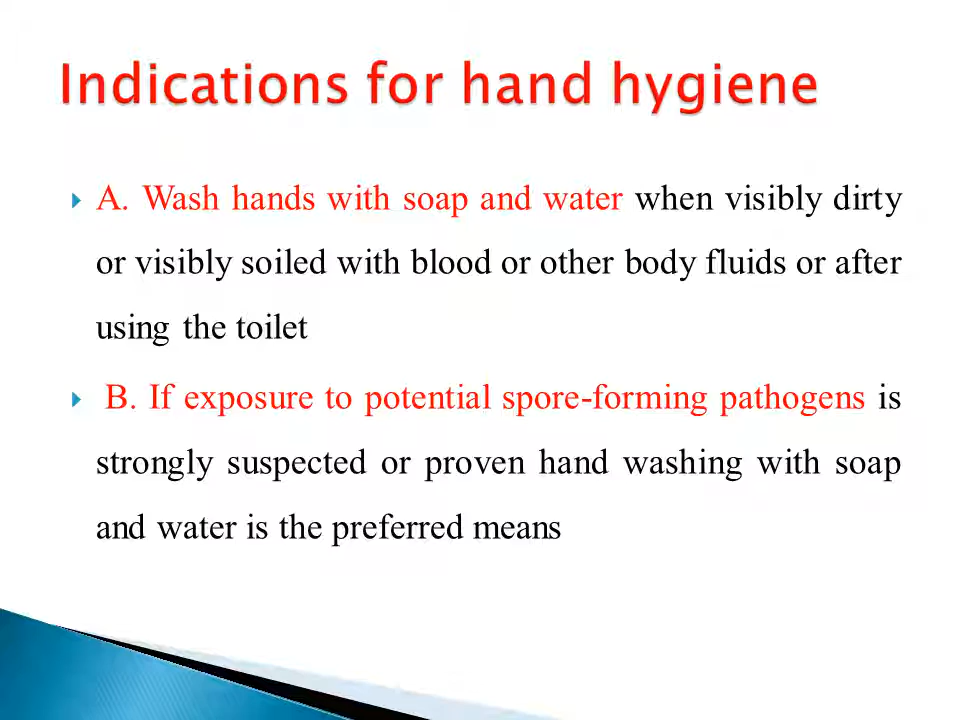 Indications for hand hygiene
A. Wash hands with soap and water when visibly dirty
or visibly soiled with blood or other body fluids or after
using the toilet
B. If exposure to potential spore-forming pathogens is
strongly suspected or proven hand washing with soap
and water is the preferred means